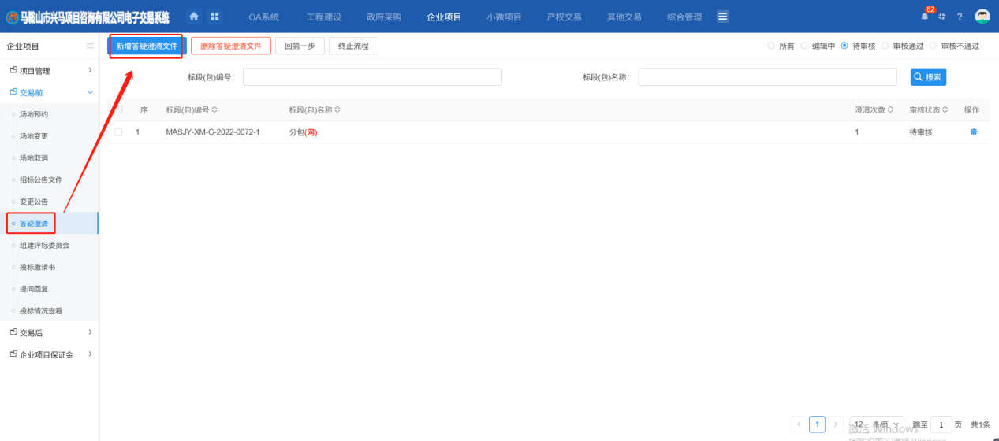 马鞍山市兴马项目咨询有限公司电子交易系统 OA系统 工程建设 政府采购 企业项目 小微项目 产权交易 其他交易 综合管理 82 ?
企业项目
新增答疑澄清文件 删除答疑澄清文件 回第一步 终止流程 所有 编辑中 待审核 审核通过 审核不通过
项目管理
标段(包)编号: 标段(包)名称: 搜索
交易前
序 标段(包)编号 标段(包)名称 澄清次数 审核状态 操作
1 MASJY-XM-G-2022-0072-1 分包(网) 1 待审核
场地预约
场地变更
场地取消
招标公告文件
变更公告
答疑澄清
组建评标委员会
投标邀请书
提问回复
投标情况查看
交易后
企业项目保证金
1 12 条/页 跳至 1 页 共1条
激活 Windows